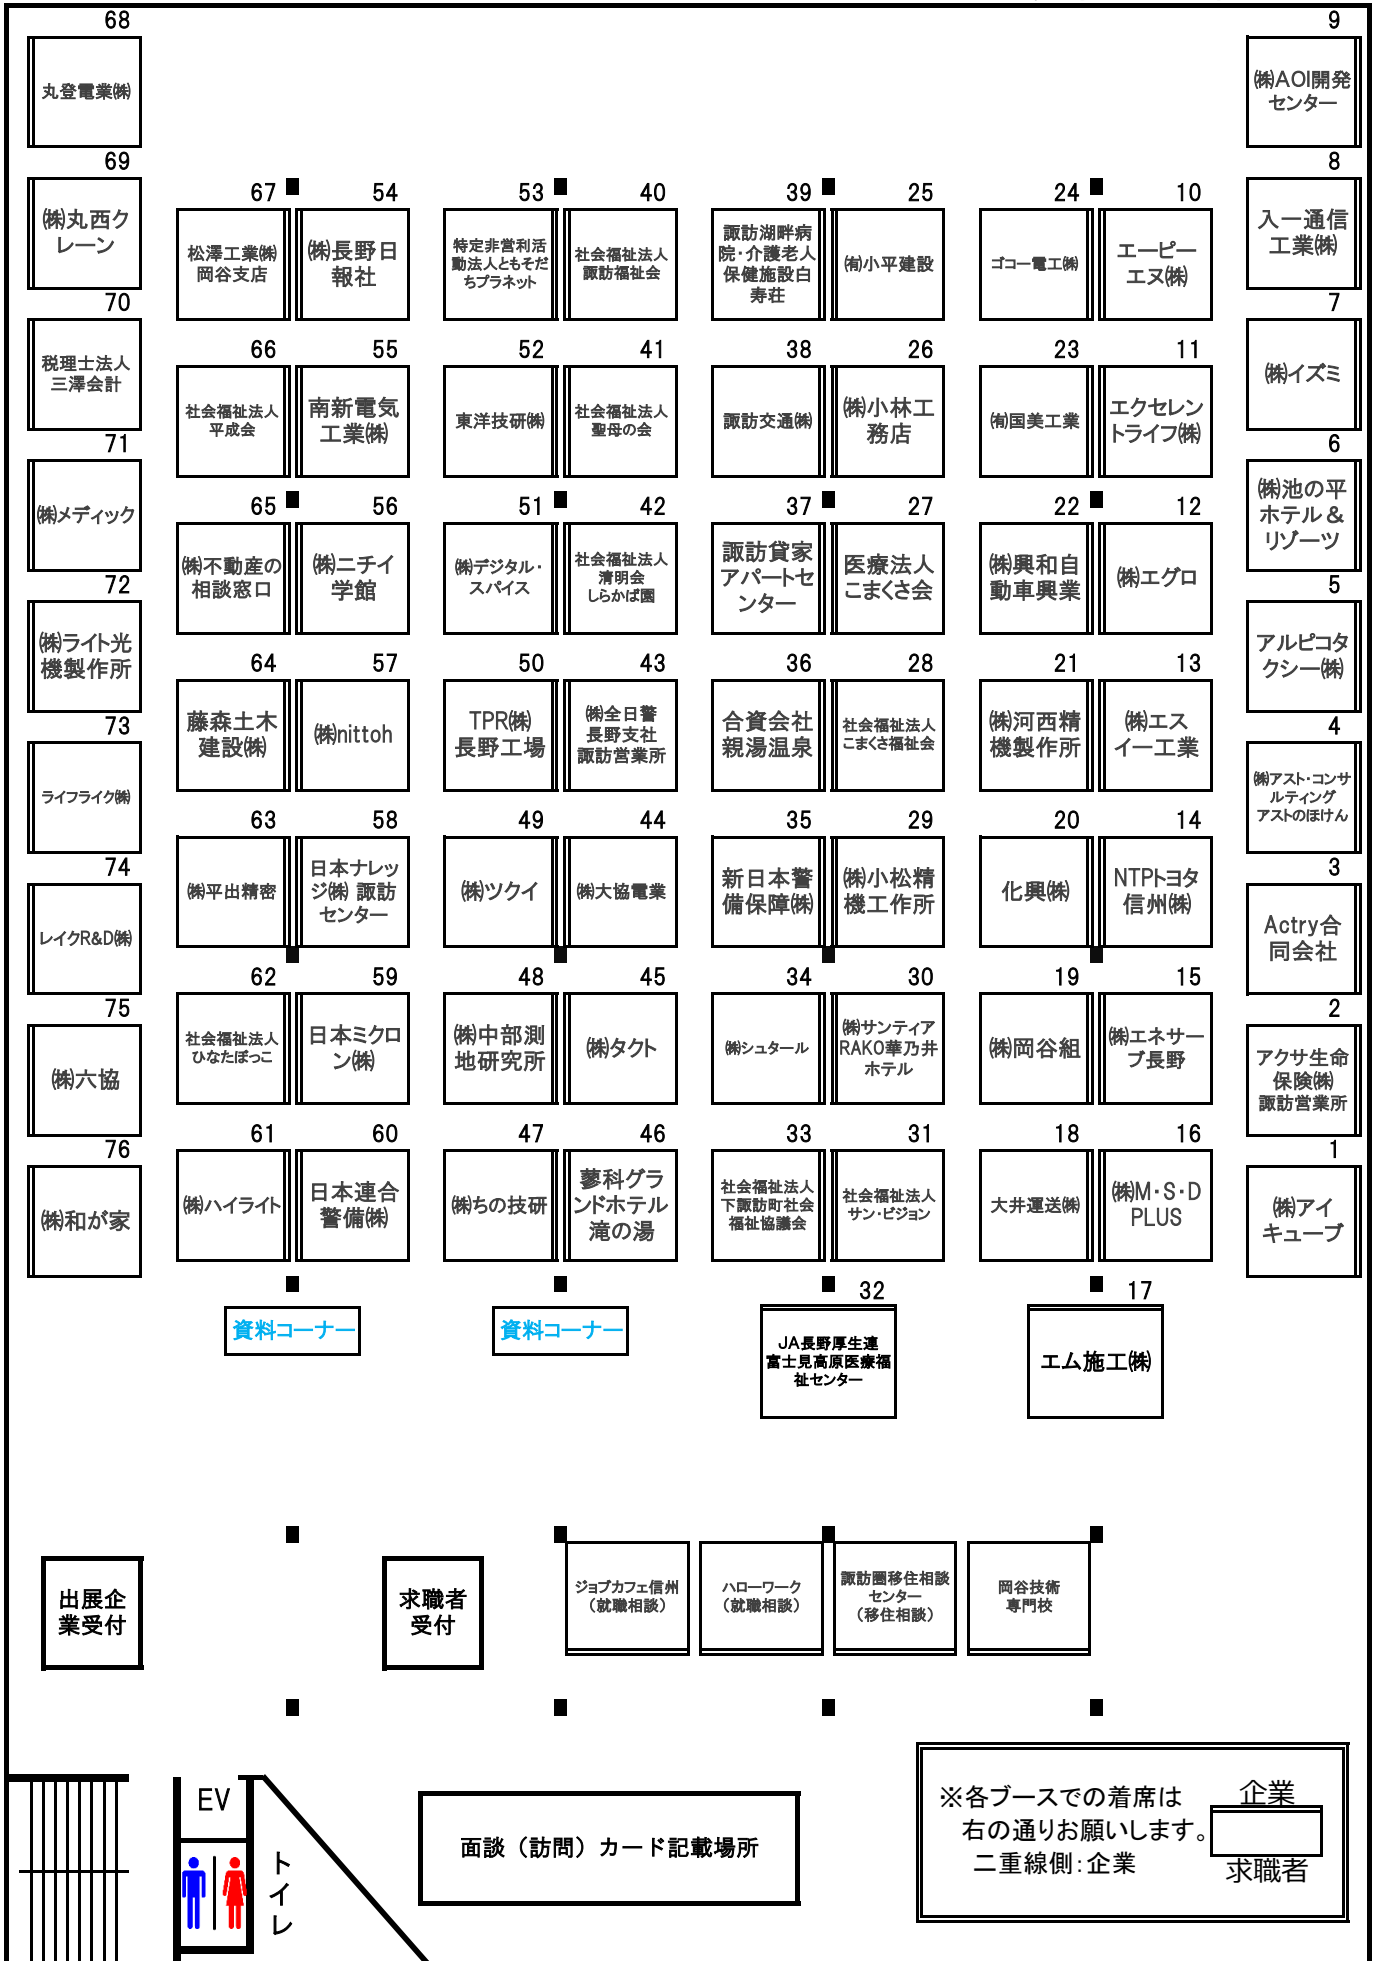 68
丸登電業㈱
69
㈱丸西ク
レーン
70
税理士法人
三澤会計
71
㈱メディック
72
㈱ライト光
機製作所
73
ライフライク㈱
74
レイクR&D㈱
75
㈱六協
76
㈱和が家
67
松澤工業㈱
岡谷支店
54
㈱長野日
報社
53
特定非営利活
動法人ともそだ
ちプラネット
40
社会福祉法人
諏訪福祉会
39
諏訪湖畔病
院・介護老人
保健施設白
寿荘
25
㈲小平建設
24
ゴコー電工㈱
10
エーピー
エヌ㈱
66
社会福祉法人
平成会
55
南新電気
工業㈱
52
東洋技研㈱
41
社会福祉法人
聖母の会
38
諏訪交通㈱
26
㈱小林工
務店
23
㈲国美工業
11
エクセレン
トライフ㈱
65
㈱不動産の
相談窓口
56
㈱ニチイ
学館
51
㈱デジタル・
スパイス
42
社会福祉法人
清明会
しらかば園
37
諏訪貸家
アパートセ
ンター
27
医療法人
こまくさ会
22
㈱興和自
動車興業
12
㈱エグロ
64
藤森土木
建設㈱
57
㈱nittoh
50
TPR㈱
長野工場
43
㈱全日警
長野支社
諏訪営業所
36
合資会社
親湯温泉
28
社会福祉法人
こまくさ福祉会
21
㈱河西精
機製作所
13
㈱エス
イー工業
63
㈱平出精密
58
日本ナレッ
ジ㈱ 諏訪
センター
49
㈱ツクイ
44
㈱大協電業
35
新日本警
備保障㈱
29
㈱小松精
機工作所
20
化興㈱
14
NTPトヨタ
信州㈱
62
社会福祉法人
ひなたぼっこ
59
日本ミクロ
ン㈱
48
㈱中部測
地研究所
45
㈱タクト
34
㈱シュタール
30
㈱サンティア
RAKO華乃井
ホテル
19
㈱岡谷組
15
㈱エネサー
ブ長野
61
㈱ハイライト
60
日本連合
警備㈱
47
㈱ちの技研
46
蓼科グラ
ンドホテル
滝の湯
33
社会福祉法人
下諏訪町社会
福祉協議会
31
社会福祉法人
サン・ビジョン
18
大井運送㈱
16
㈱M・S・D
PLUS
9
㈱AOI開発
センター
8
入一通信
工業㈱
7
㈱イズミ
6
㈱池の平
ホテル＆
リゾーツ
5
アルピコタ
クシー㈱
4
㈱アスト・コンサ
ルティング
アストのほけん
3
Actry合
同会社
2
アクサ生命
保険㈱
諏訪営業所
1
㈱アイ
キューブ
資料コーナー
資料コーナー
32
JA長野厚生連
富士見高原医療福
祉センター
17
エム施工㈱
出展企
業受付
求職者
受付
ジョブカフェ信州
（就職相談）
ハローワーク
（就職相談）
諏訪圏移住相談
センター
（移住相談）
岡谷技術
専門校
EV
トイレ
面談（訪問）カード記載場所
※各ブースでの着席は
右の通りお願いします。
二重線側：企業
企業
求職者